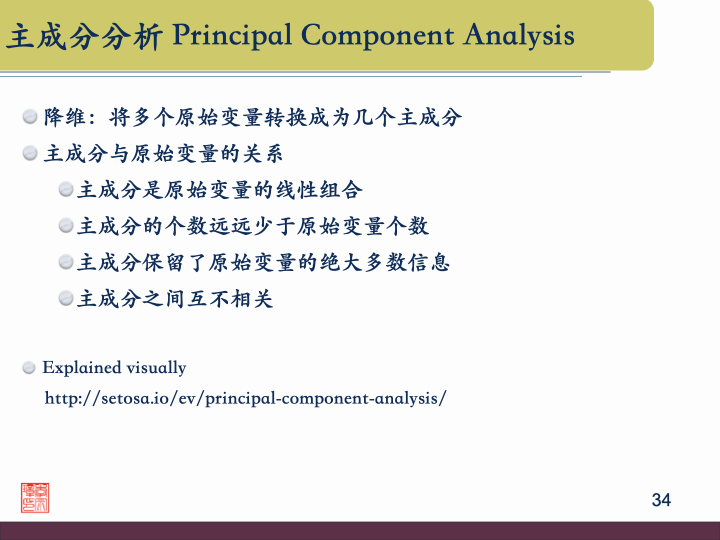 主成分分析 Principal Component Analysis
降维：将多个原始变量转换成为几个主成分
主成分与原始变量的关系
主成分是原始变量的线性组合
主成分的个数远远少于原始变量个数
主成分保留了原始变量的绝大多数信息
主成分之间互不相关
Explained visually
http://setosa.io/ev/principal-component-analysis/
34